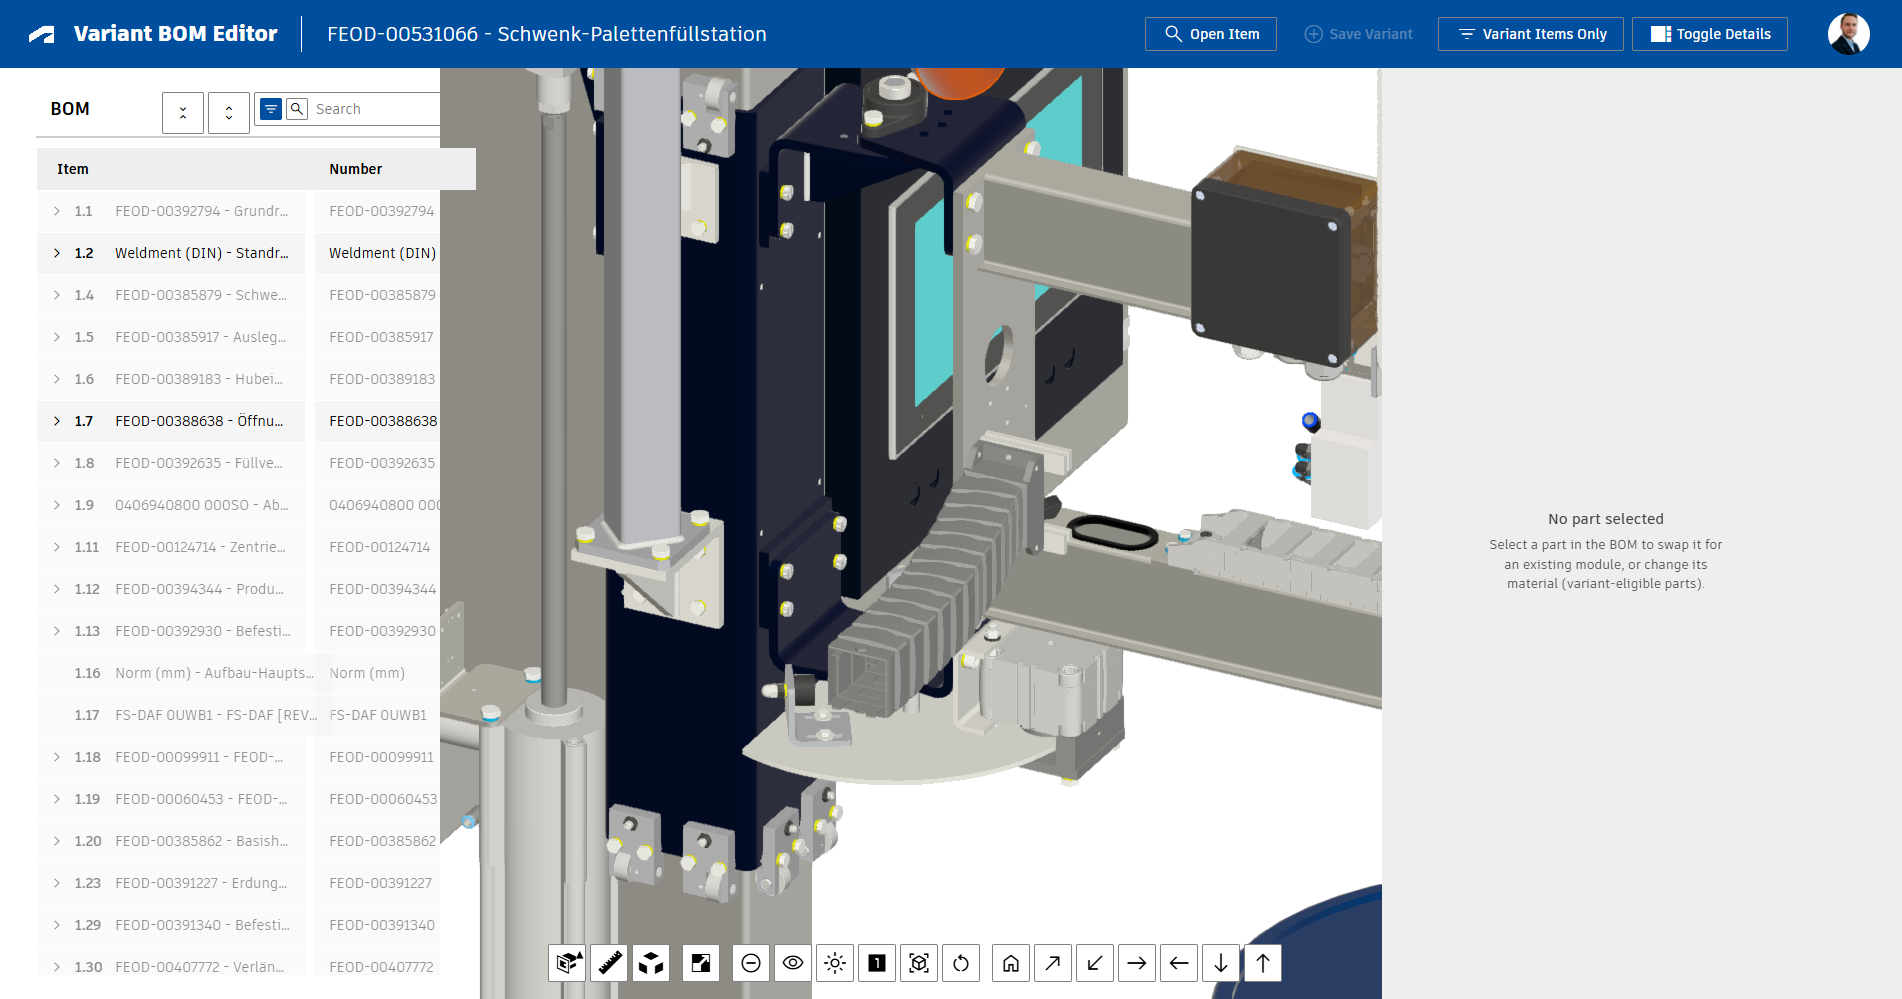 Variant BOM Editor
FEOD-00531066 - Schwenk-Palettenfüllstation
Open Item
Save Variant
Variant Items Only
Toggle Details
BOM
Search
Item Number
1.1 FEOD-00392794 - Grundr... FEOD-00392794
1.2 Weldment (DIN) - Standr... Weldment (DIN)
1.4 FEOD-00385879 - Schwe... FEOD-00385879
1.5 FEOD-00385917 - Ausleg... FEOD-00385917
1.6 FEOD-00389183 - Hubei... FEOD-00389183
1.7 FEOD-00388638 - Öffnu... FEOD-00388638
1.8 FEOD-00392635 - Füllve... FEOD-00392635
1.9 0406940800 000SO - Ab... 0406940800 000
1.11 FEOD-00124714 - Zentrie... FEOD-00124714
1.12 FEOD-00394344 - Produ... FEOD-00394344
1.13 FEOD-00392930 - Befesti... FEOD-00392930
1.16 Norm (mm) - Aufbau-Haupts... Norm (mm)
1.17 FS-DAF 0UWB1 - FS-DAF [REV... FS-DAF 0UWB1
1.18 FEOD-00099911 - FEOD-... FEOD-00099911
1.19 FEOD-00060453 - FEOD-... FEOD-00060453
1.20 FEOD-00385862 - Basish... FEOD-00385862
1.23 FEOD-00391227 - Erdung... FEOD-00391227
1.29 FEOD-00391340 - Befesti... FEOD-00391340
1.30 FEOD-00407772 - Verlän... FEOD-00407772
No part selected
Select a part in the BOM to swap it for
an existing module, or change its
material (variant-eligible parts).
1